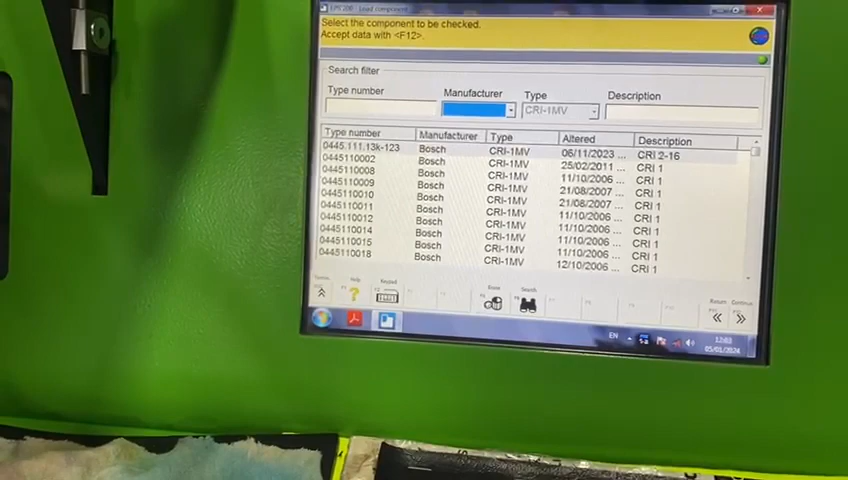 EPS 200 - Load component
Select the component to be checked.
Accept data with <F12>.
Search filter
Type number Manufacturer Type Description
CRI-1MV
Type number Manufacturer Type Altered Description
0445.111.13k-123 Bosch CRI-1MV 06/11/2023 ... CRI 2-16
0445110002 Bosch CRI-1MV 25/02/2011 ... CRI 1
0445110008 Bosch CRI-1MV 11/10/2006 ... CRI 1
0445110009 Bosch CRI-1MV 21/08/2007 ... CRI 1
0445110010 Bosch CRI-1MV 21/08/2007 ... CRI 1
0445110011 Bosch CRI-1MV 11/10/2006 ... CRI 1
0445110012 Bosch CRI-1MV 11/10/2006 ... CRI 1
0445110014 Bosch CRI-1MV 11/10/2006 ... CRI 1
0445110015 Bosch CRI-1MV 11/10/2006 ... CRI 1
0445110018 Bosch CRI-1MV 12/10/2006 ... CRI 1
Help Keypad Search Return Continue
EN 12:03
05/01/2024